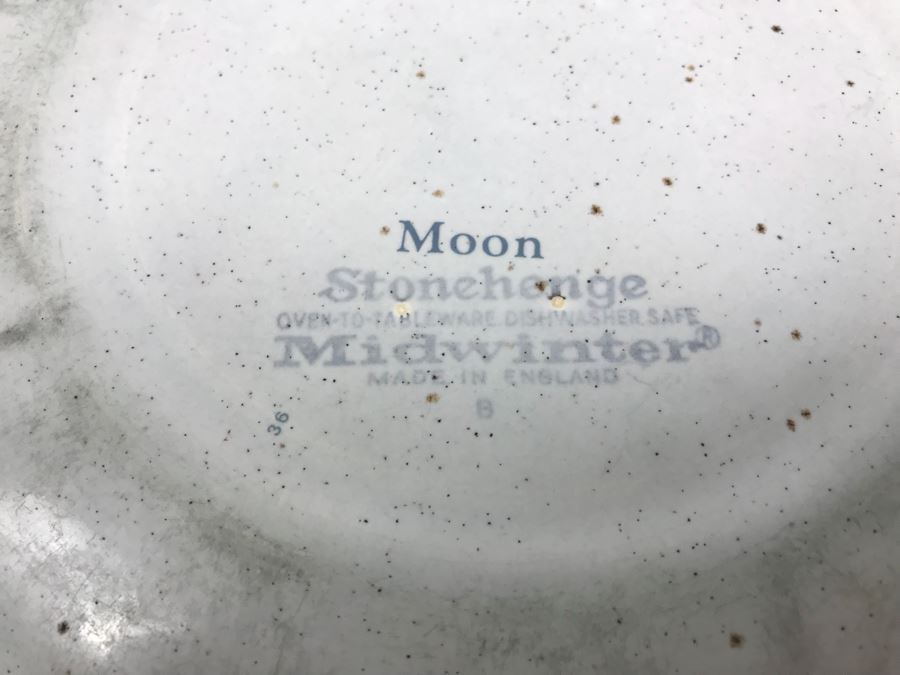 Moon
Stonehenge
OVEN-TO-TABLEWARE.DISHWASHER SAFE
Midwinter®
MADE IN ENGLAND
B
36